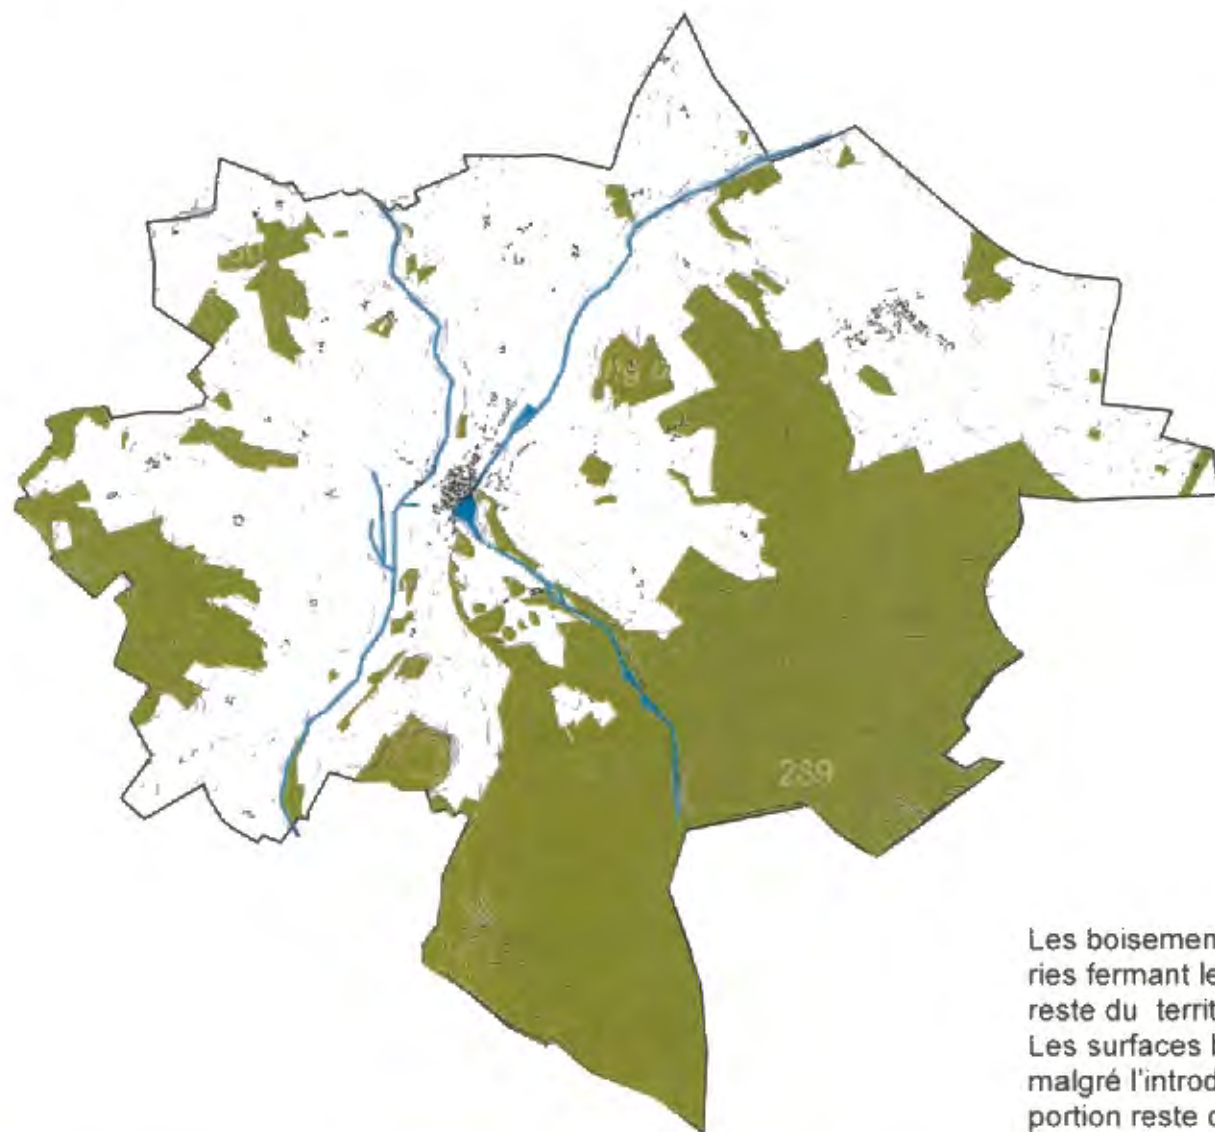 289
Les boisemen
ries fermant le
reste du territ
Les surfaces b
malgré l'introd
portion reste d